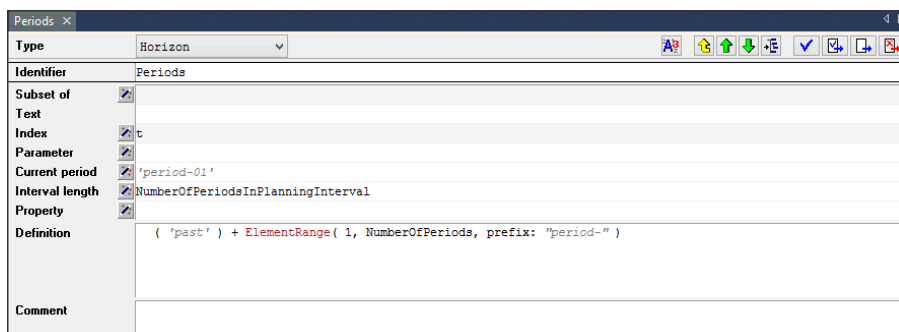 Periods ×
Type Horizon
Identifier Periods
Subset of
Text
Index t
Parameter
Current period 'period-01'
Interval length NumberOfPeriodsInPlanningInterval
Property
Definition ( 'past' ) + ElementRange( 1, NumberOfPeriods, prefix: "period-" )
Comment